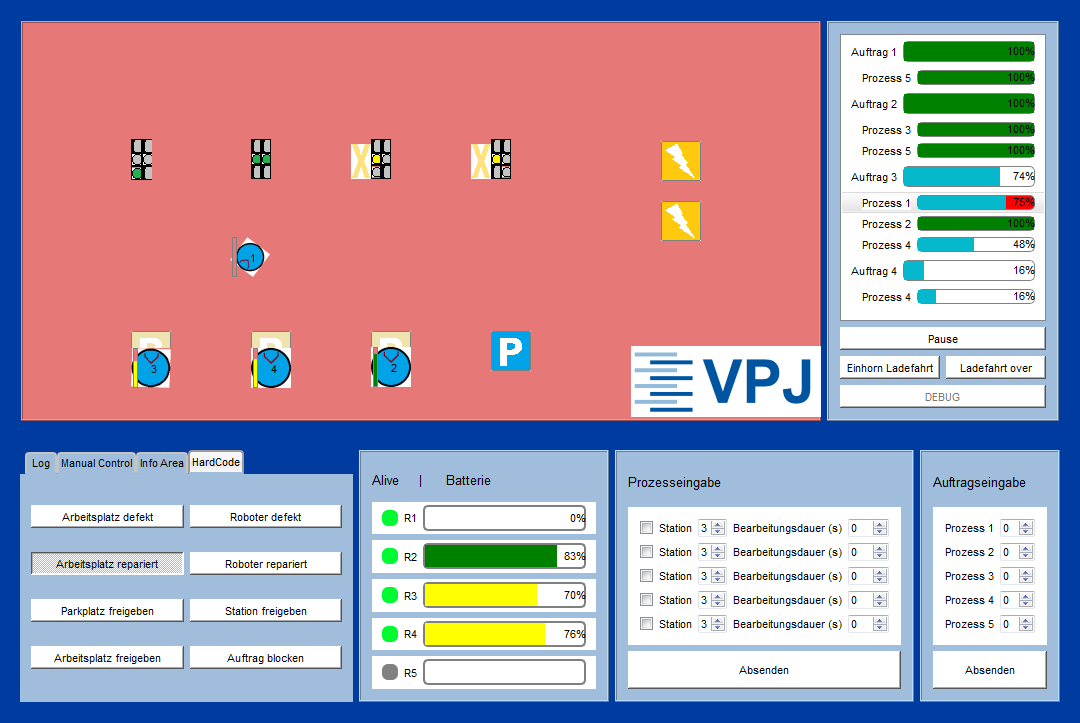 Auftrag 1 100%
Prozess 5 100%
Auftrag 2 100%
Prozess 3 100%
Prozess 5 100%
Auftrag 3 74%
Prozess 1 75%
Prozess 2 100%
Prozess 4 48%
Auftrag 4 16%
Prozess 4 16%
Pause
Einhorn Ladefahrt Ladefahrt over
DEBUG
X X
1
P P P P
3 4 2
VPJ
Log Manual Control Info Area HardCode
Arbeitsplatz defekt Roboter defekt
Arbeitsplatz repariert Roboter repariert
Parkplatz freigeben Station freigeben
Arbeitsplatz freigeben Auftrag blocken
Alive | Batterie
R1 0%
R2 83%
R3 70%
R4 76%
R5
Prozesseingabe
Station 3 Bearbeitungsdauer (s) 0
Station 3 Bearbeitungsdauer (s) 0
Station 3 Bearbeitungsdauer (s) 0
Station 3 Bearbeitungsdauer (s) 0
Station 3 Bearbeitungsdauer (s) 0
Absenden
Auftragseingabe
Prozess 1 0
Prozess 2 0
Prozess 3 0
Prozess 4 0
Prozess 5 0
Absenden